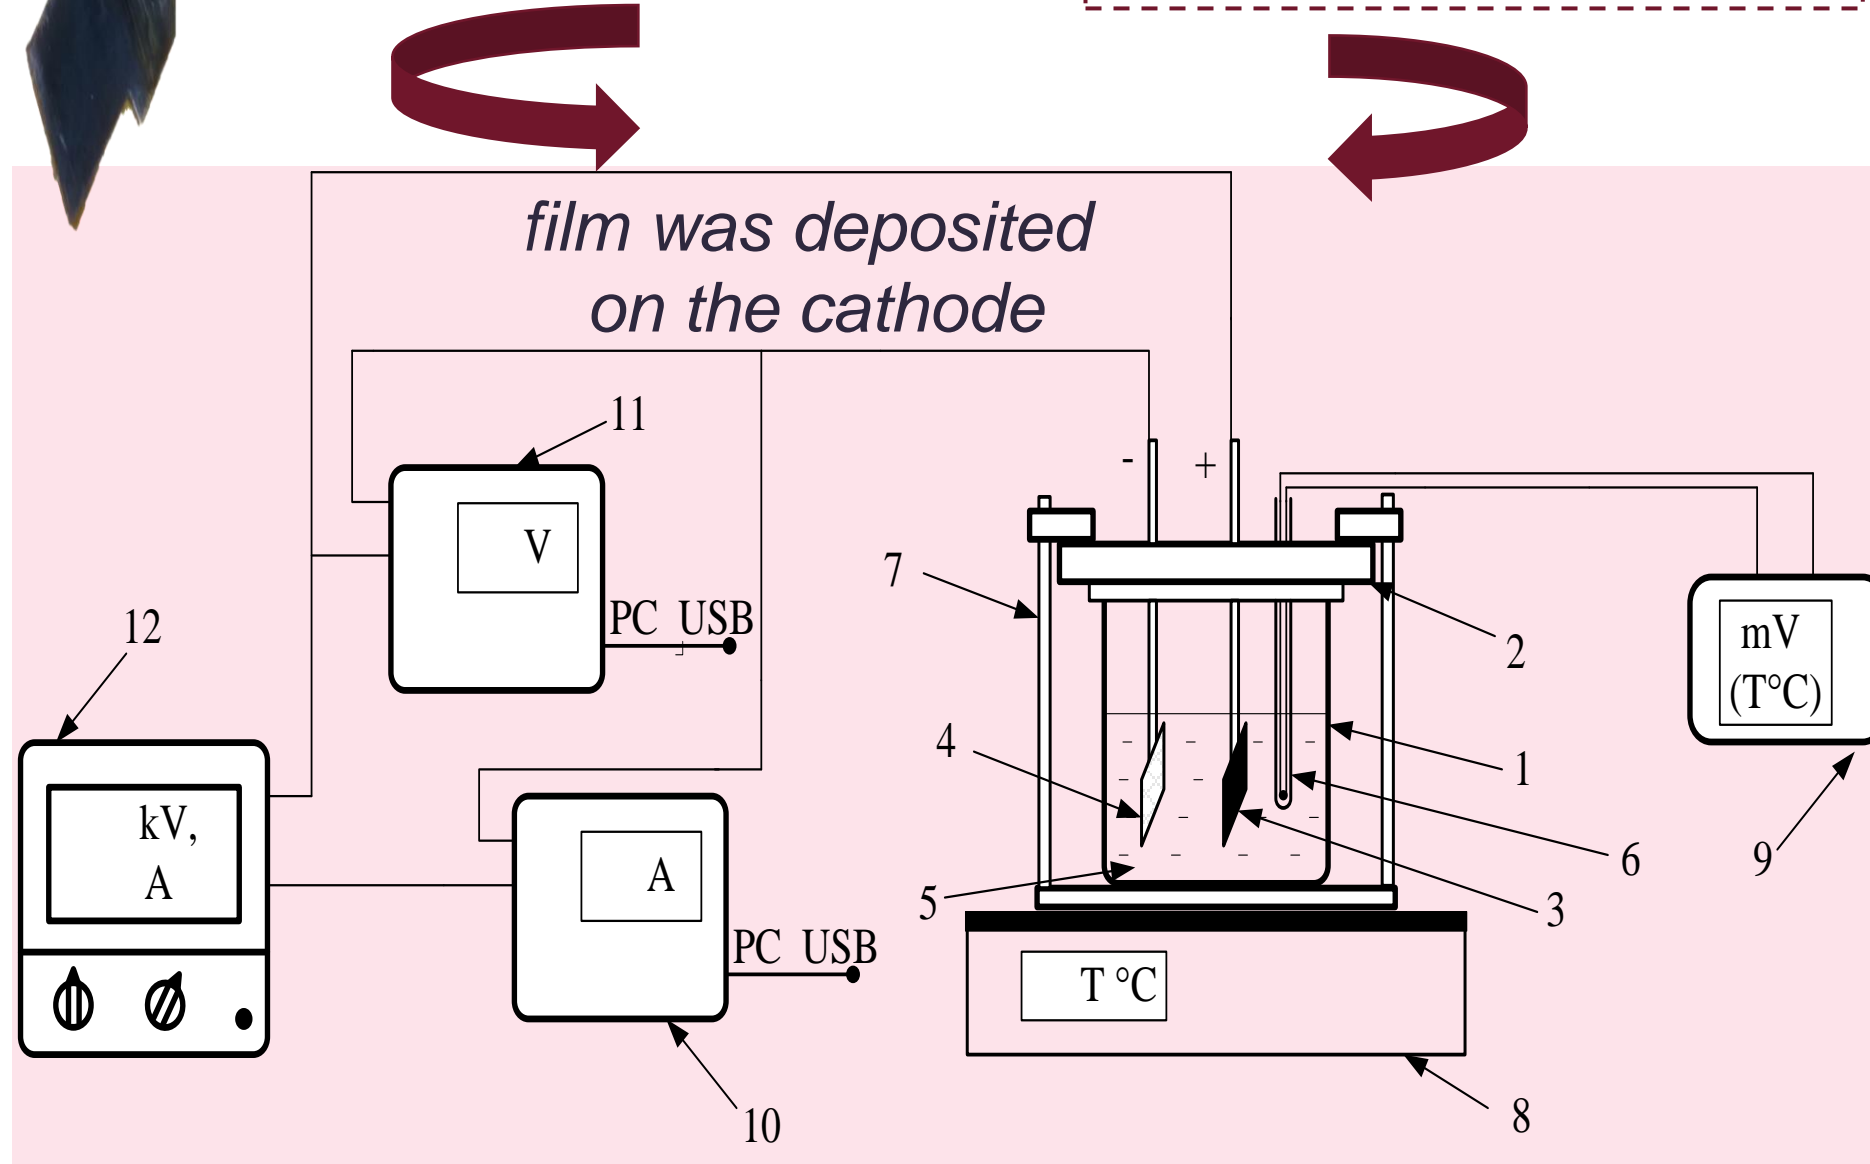 film was deposited
on the cathode
11
- +
V
7
PC USB
12
mV
(T°C)
2
4
1
kV,
A
A
6
9
5
3
PC USB
T °C
10
8